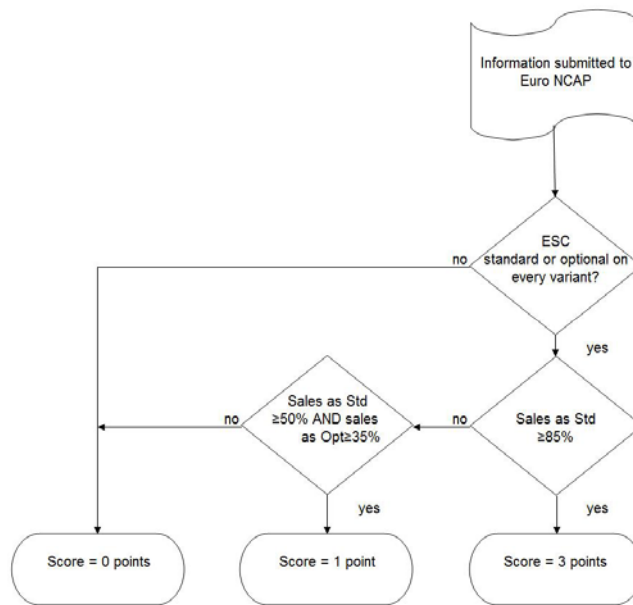 Information submitted to
Euro NCAP
ESC
standard or optional on
every variant?
no
yes
Sales as Std
≥50% AND sales
as Opt≥35%
no
Sales as Std
≥85%
no
yes
yes
Score = 0 points
Score = 1 point
Score = 3 points